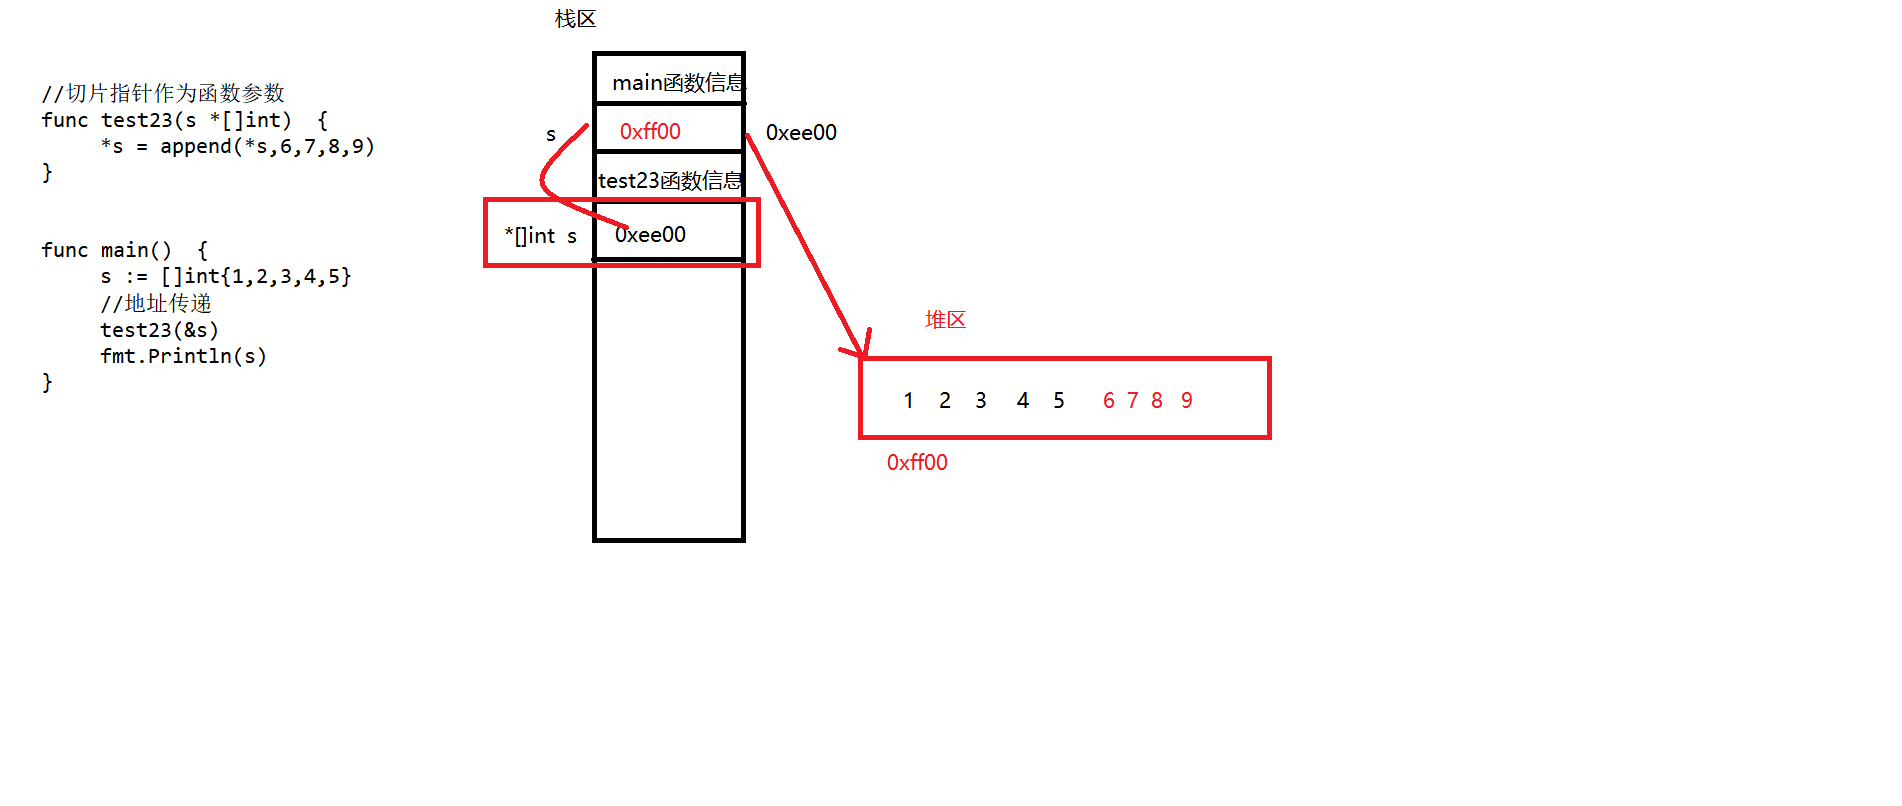 //切片指针作为函数参数
func test23(s *[]int)  {
     *s = append(*s,6,7,8,9)
}
func main()  {
     s := []int{1,2,3,4,5}
     //地址传递
     test23(&s)
     fmt.Println(s)
}
栈区
main函数信息
s 0xff00 0xee00
test23函数信息
*[]int s 0xee00
堆区
1 2 3 4 5 6 7 8 9
0xff00